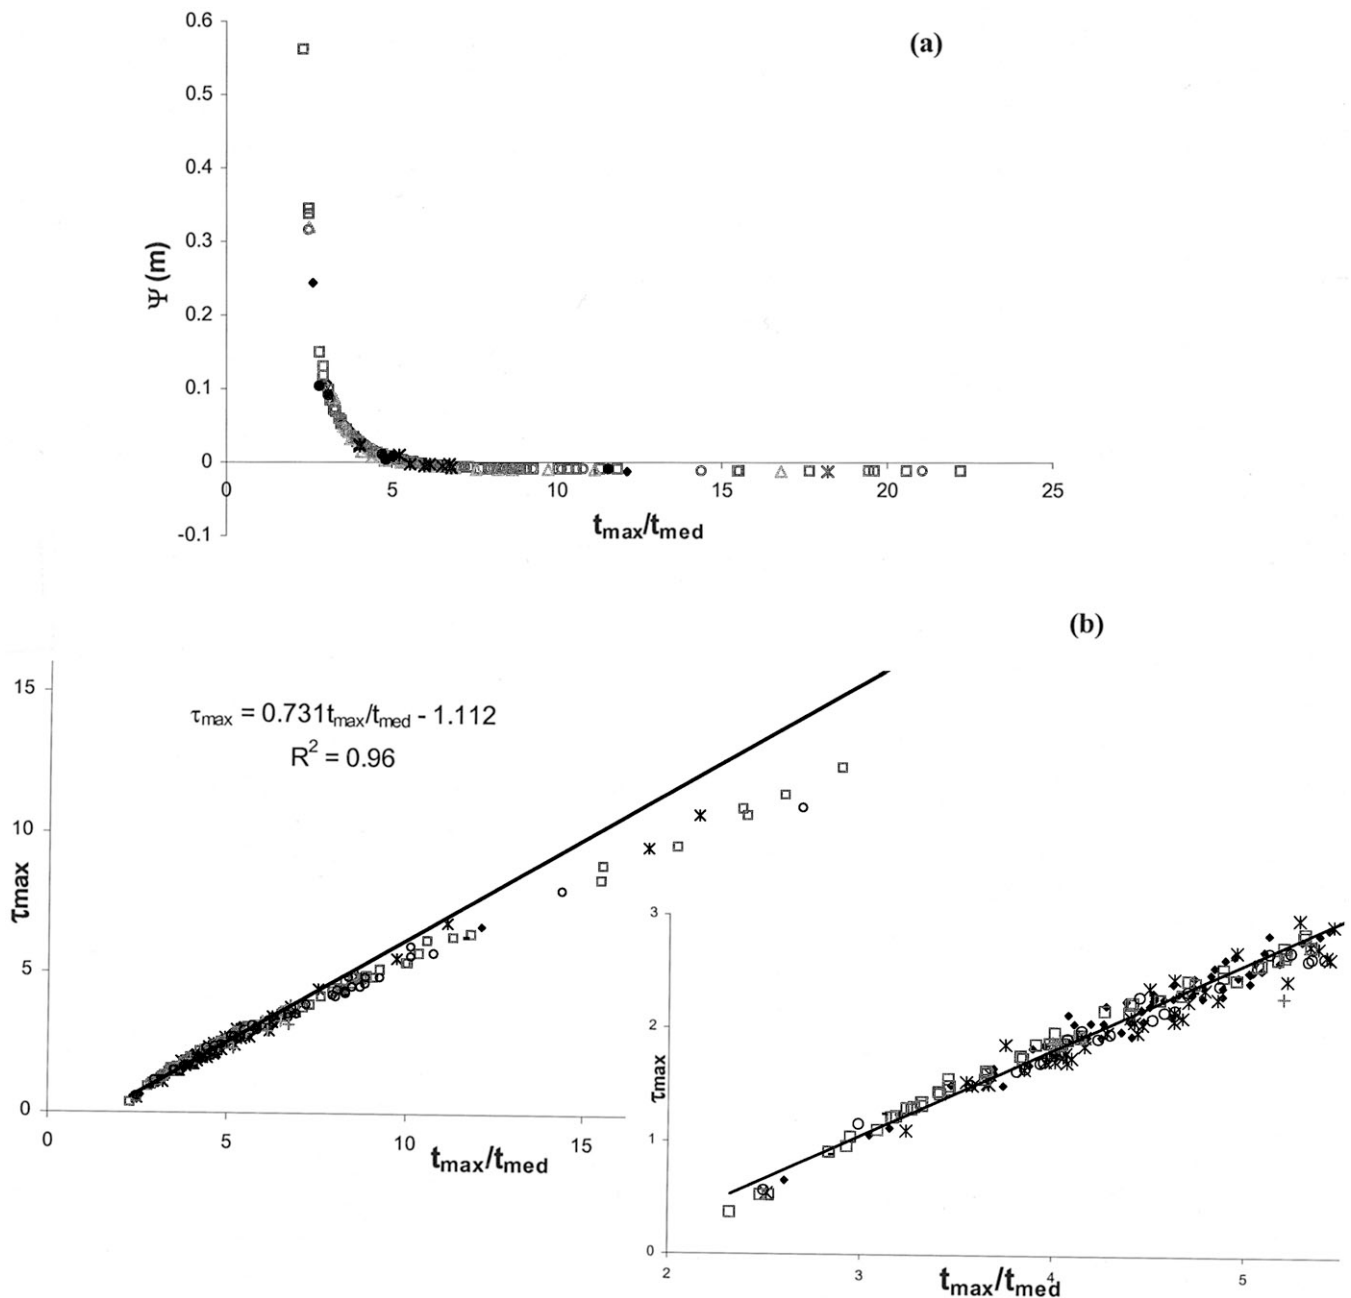 (a)
0.6
0.5
0.4
0.3
0.2
0.1
0
-0.1
Ψ (m)
0 5 10 15 20 25
tmax/tmed
(b)
15
10
5
0
τmax
τmax = 0.731tmax/tmed - 1.112
R² = 0.96
0 5 10 15
tmax/tmed
3
2
1
0
τmax
2 3 4 5
tmax/tmed